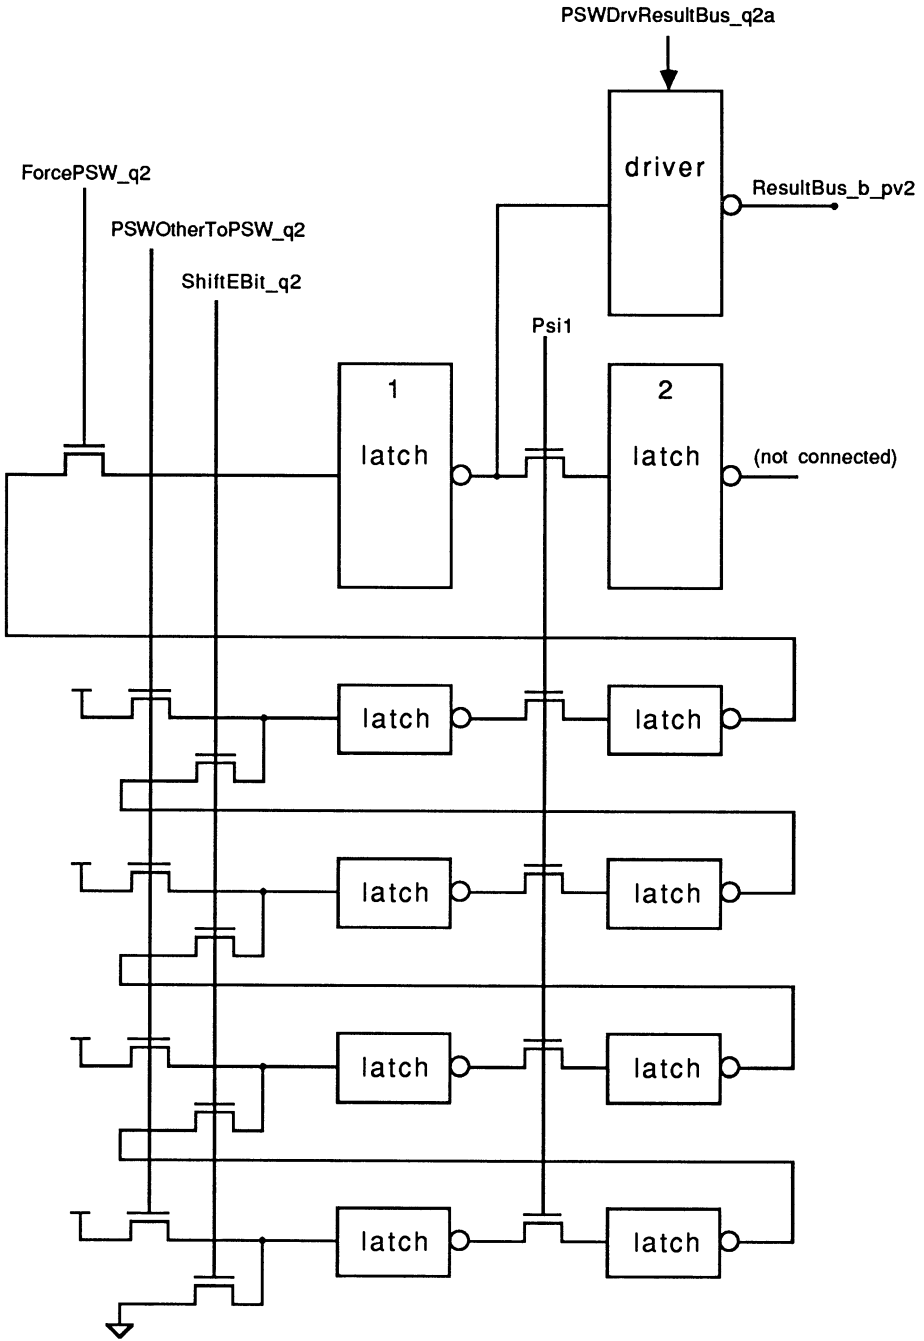 PSWDrvResultBus_q2a
driver
ForcePSW_q2
ResultBus_b_pv2
PSWOtherToPSW_q2
ShiftEBit_q2
Psi1
1
2
latch
latch
(not connected)
latch
latch
latch
latch
latch
latch
latch
latch